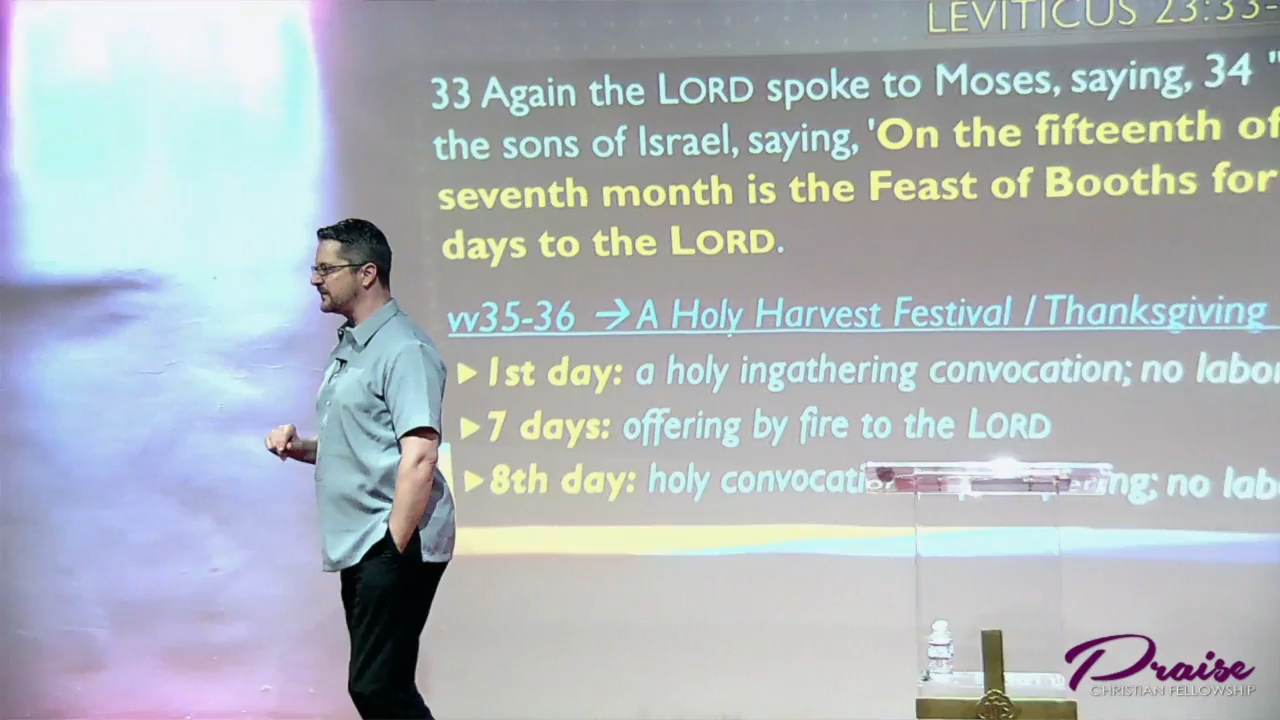 LEVITICUS 23:33-
33 Again the LORD spoke to Moses, saying, 34 "
the sons of Israel, saying, 'On the fifteenth of
seventh month is the Feast of Booths for
days to the LORD.
vv35-36 → A Holy Harvest Festival / Thanksgiving
►1st day: a holy ingathering convocation; no labor
►7 days: offering by fire to the LORD
►8th day: holy no lab
Praise
CHRISTIAN FELLOWSHIP